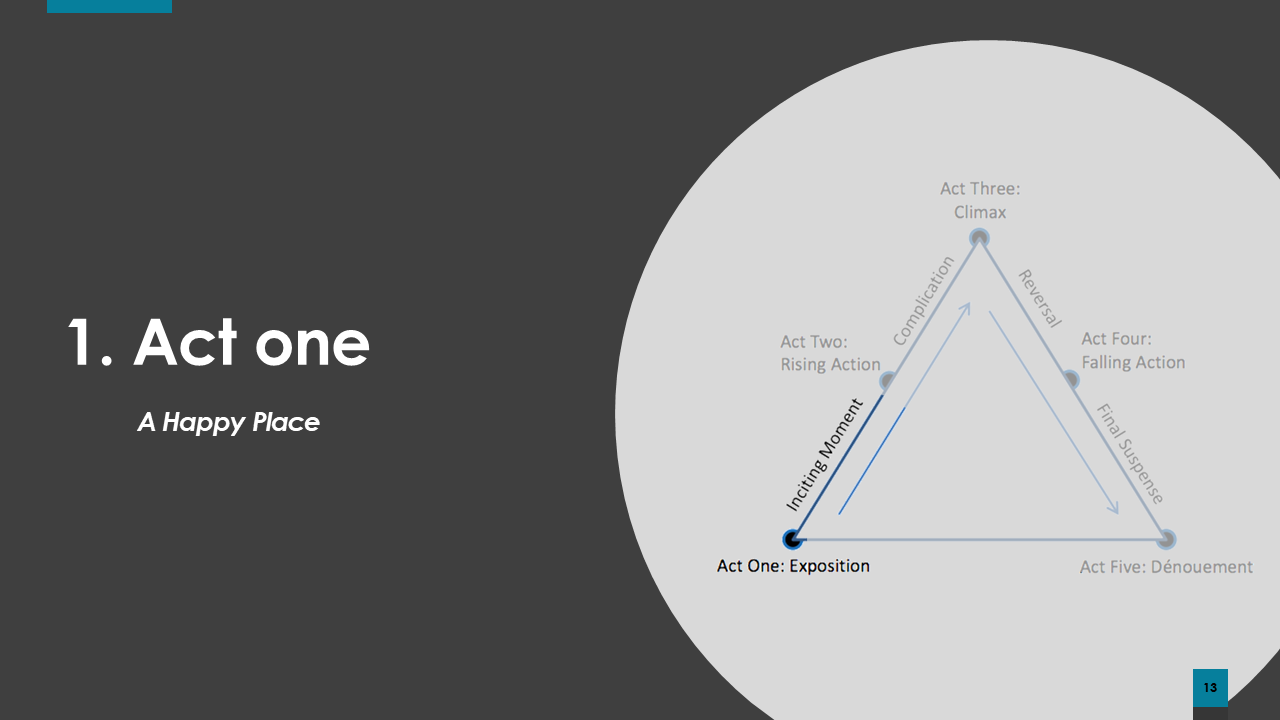 1. Act one
A Happy Place
Act Three:
Climax
Complication
Reversal
Act Two:
Rising Action
Act Four:
Falling Action
Inciting Moment
Final Suspense
Act One: Exposition
Act Five: Dénouement
13